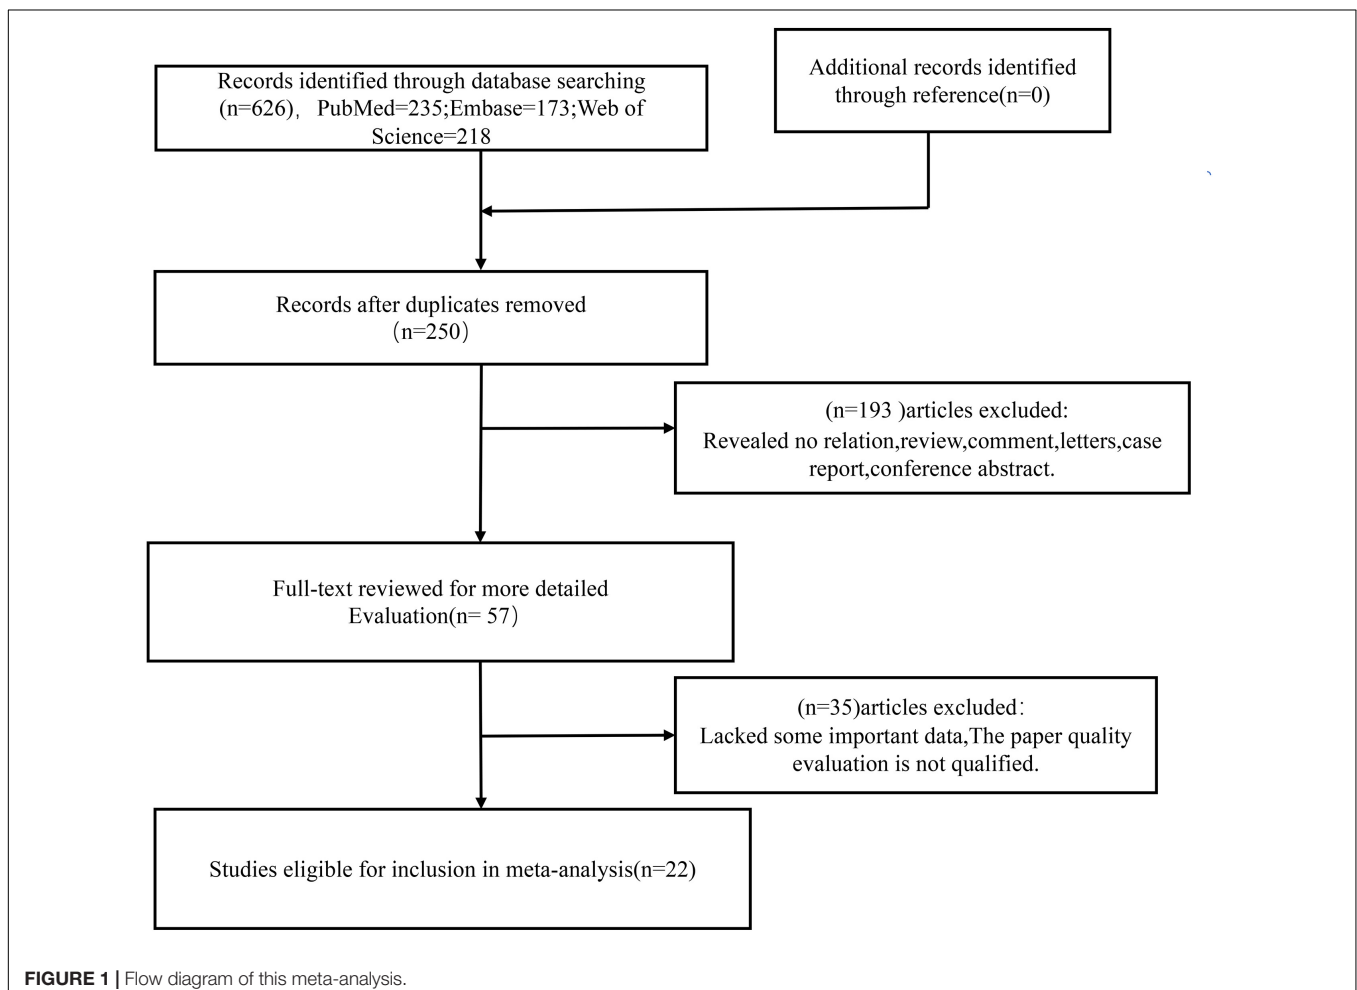 Records identified through database searching
(n=626),   PubMed=235;Embase=173;Web of
Science=218
Additional records identified
through reference(n=0)
Records after duplicates removed
（n=250）
(n=193 )articles excluded:
Revealed no relation,review,comment,letters,case
report,conference abstract.
Full-text reviewed for more detailed
Evaluation(n= 57）
(n=35)articles excluded：
Lacked some important data,The paper quality
evaluation is not qualified.
Studies eligible for inclusion in meta-analysis(n=22)
FIGURE 1 | Flow diagram of this meta-analysis.